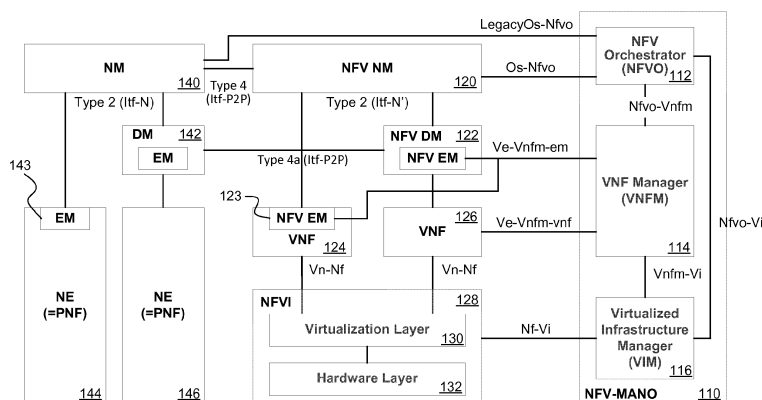 LegacyOs-Nfvo
NM
140
Type 4
(Itf-P2P)
NFV NM
120
Os-Nfvo
NFV
Orchestrator
(NFVO)
112
Type 2 (Itf-N)
Type 2 (Itf-N')
Nfvo-Vnfm
DM
142
EM
Type 4a (Itf-P2P)
NFV DM
122
NFV EM
Ve-Vnfm-em
VNF Manager
(VNFM)
114
Nfvo-Vi
143
EM
NE
(=PNF)
144
NE
(=PNF)
146
123
NFV EM
VNF
124
126
VNF
Ve-Vnfm-vnf
Vn-Nf
Vn-Nf
Vnfm-Vi
NFVI
128
Virtualization Layer
130
Hardware Layer
132
Nf-Vi
Virtualized
Infrastructure
Manager
(VIM)
116
NFV-MANO
110